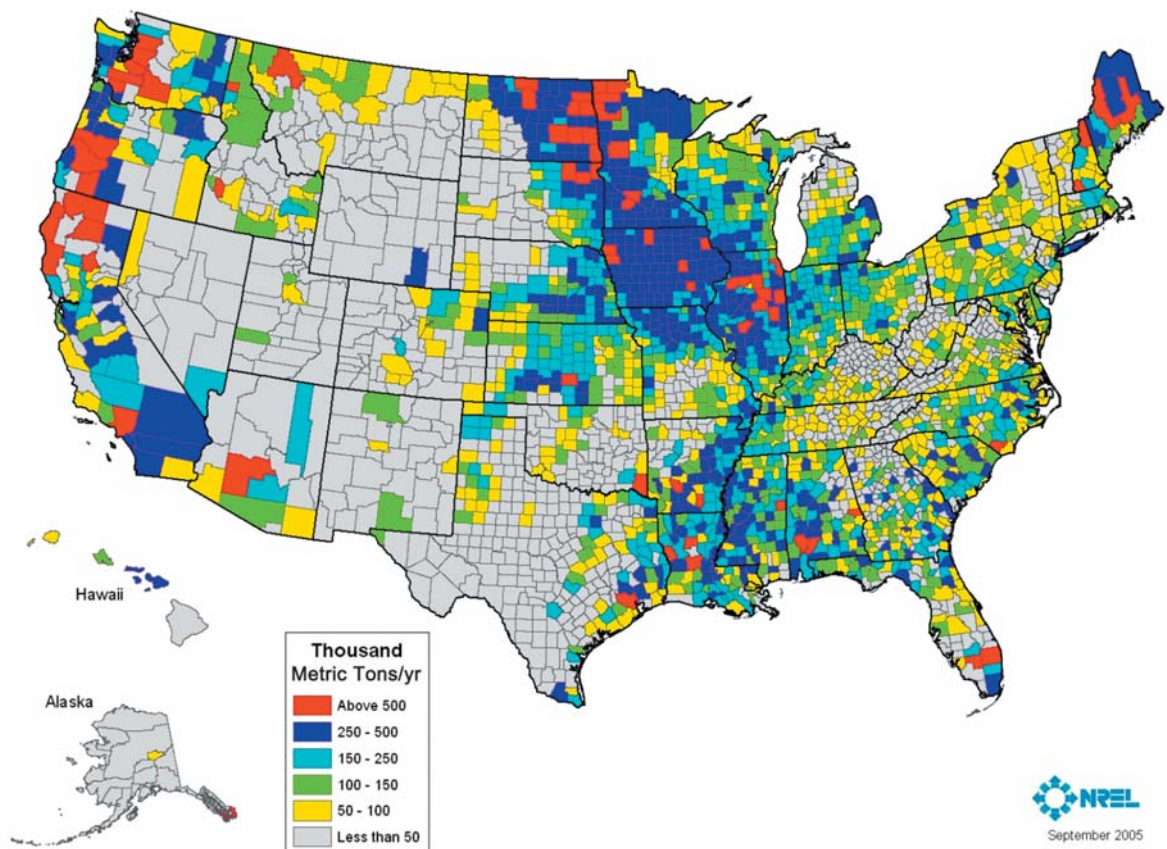 Hawaii
Alaska
Thousand
Metric Tons/yr
Above 500
250 - 500
150 - 250
100 - 150
50 - 100
Less than 50
NREL
September 2005